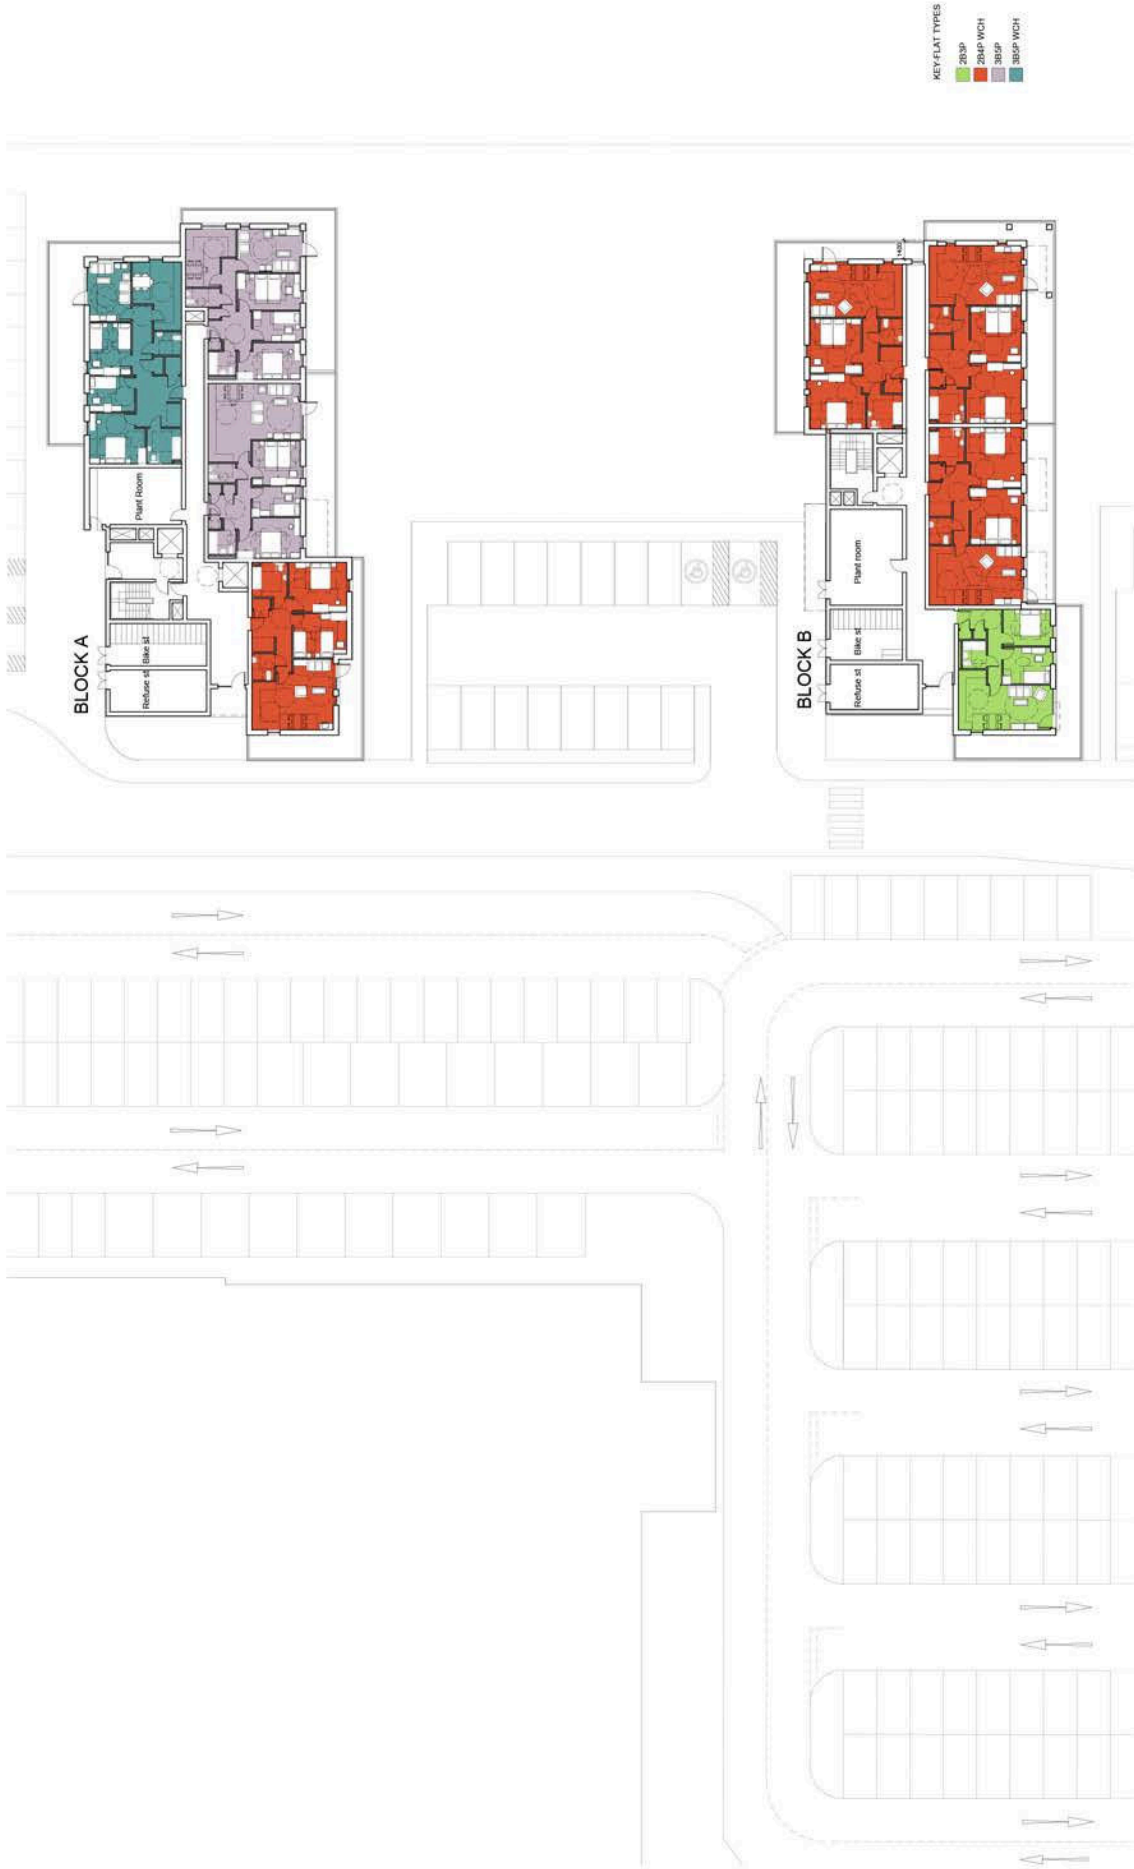 KEY-FLAT TYPES
2B3P
2B4P WCH
3B5P
3B5P WCH
BLOCK A
Refuse st
Bike st
Plant Room
BLOCK B
Refuse st
Bike st
Plant room
1400